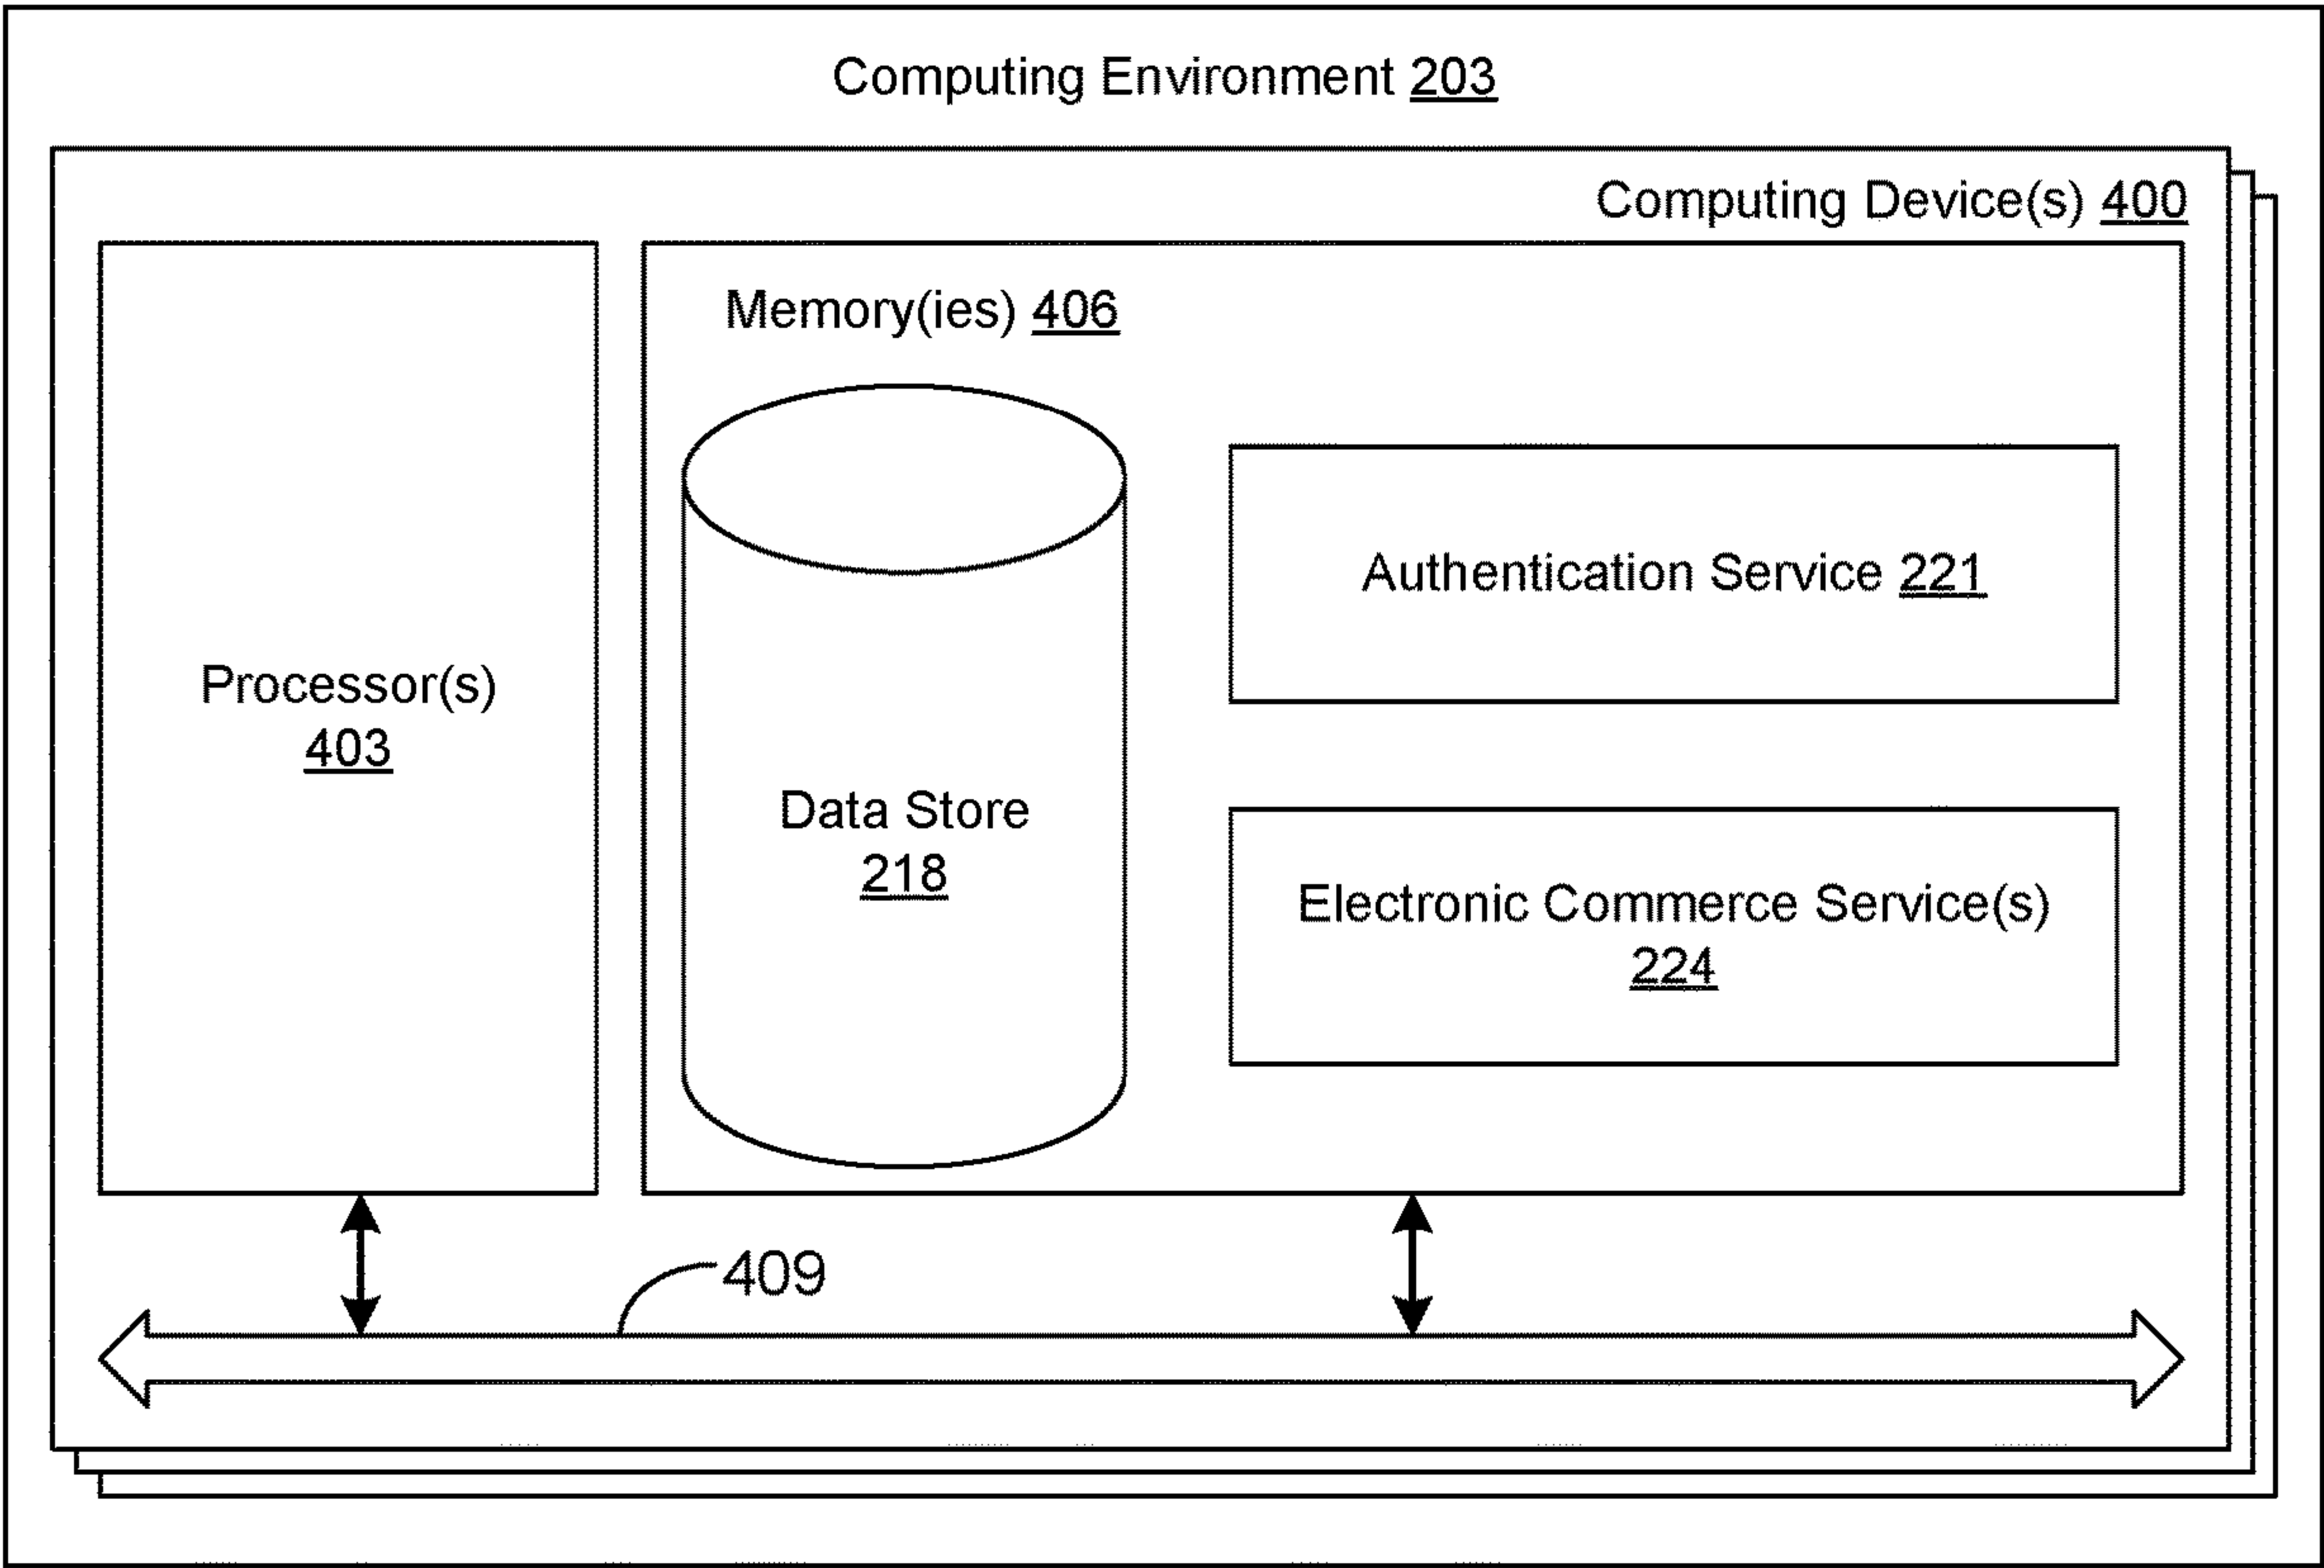 Computing Environment 203
Computing Device(s) 400
Memory(ies) 406
Processor(s)
403
Data Store
218
Authentication Service 221
Electronic Commerce Service(s)
224
409